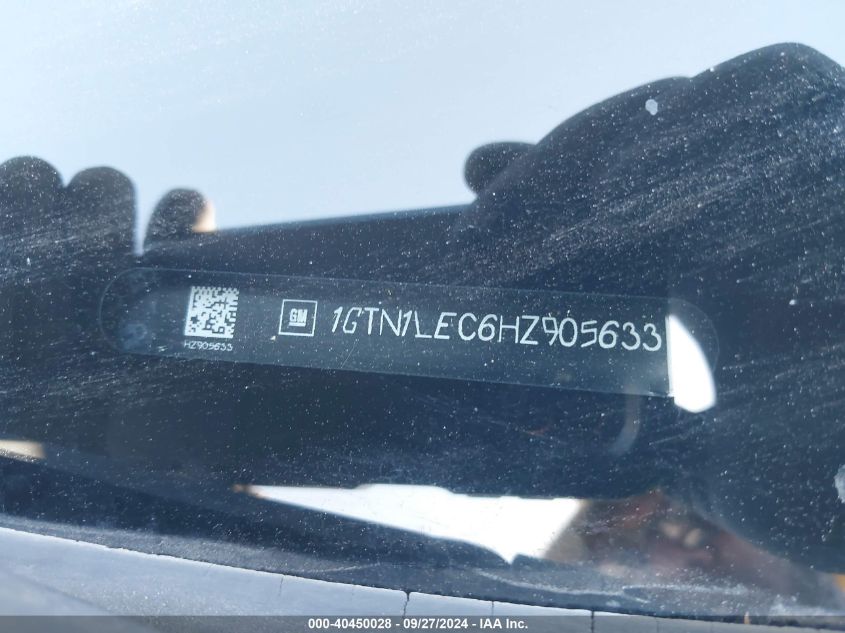 GM 1GTN1LEC6HZ905633
HZ905633
000-40450028 - 09/27/2024 - IAA Inc.